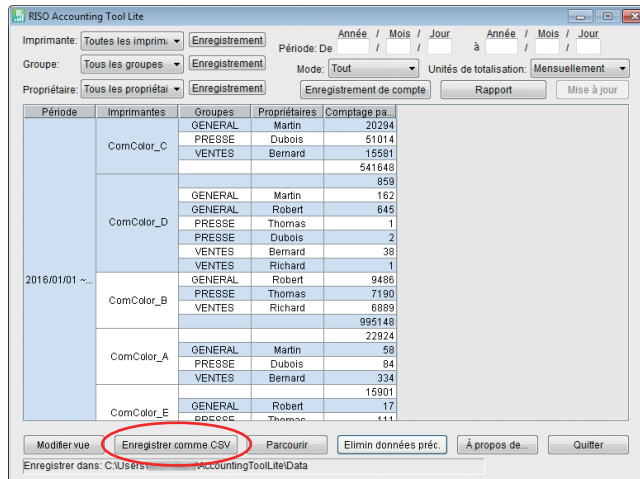 RISO Accounting Tool Lite
Année / Mois / Jour Année / Mois / Jour
Imprimante: Toutes les imprim: Enregistrement Période: De / / à / /
Groupe: Tous les groupes Enregistrement Mode: Tout Unités de totalisation: Mensuellement
Propriétaire: Tous les propriétai Enregistrement Enregistrement de compte Rapport Mise à jour
Période Imprimantes Groupes Propriétaires Comptage pa...
GENERAL Martin 20294
ComColor_C PRESSE Dubois 51014
VENTES Bernard 15581
541648
859
GENERAL Martin 162
GENERAL Robert 645
ComColor_D PRESSE Thomas 1
PRESSE Dubois 2
VENTES Bernard 38
VENTES Richard 1
2016/01/01 ~... GENERAL Robert 9486
ComColor_B PRESSE Thomas 7190
VENTES Richard 6889
995148
22924
ComColor_A GENERAL Martin 58
PRESSE Dubois 84
VENTES Bernard 334
15901
ComColor_E GENERAL Robert 17
PRESSE Thomas 111
Modifier vue Enregistrer comme CSV Parcourir Elimin données préc. À propos de... Quitter
Enregistrer dans: C:\Users\ \AccountingToolLite\Data